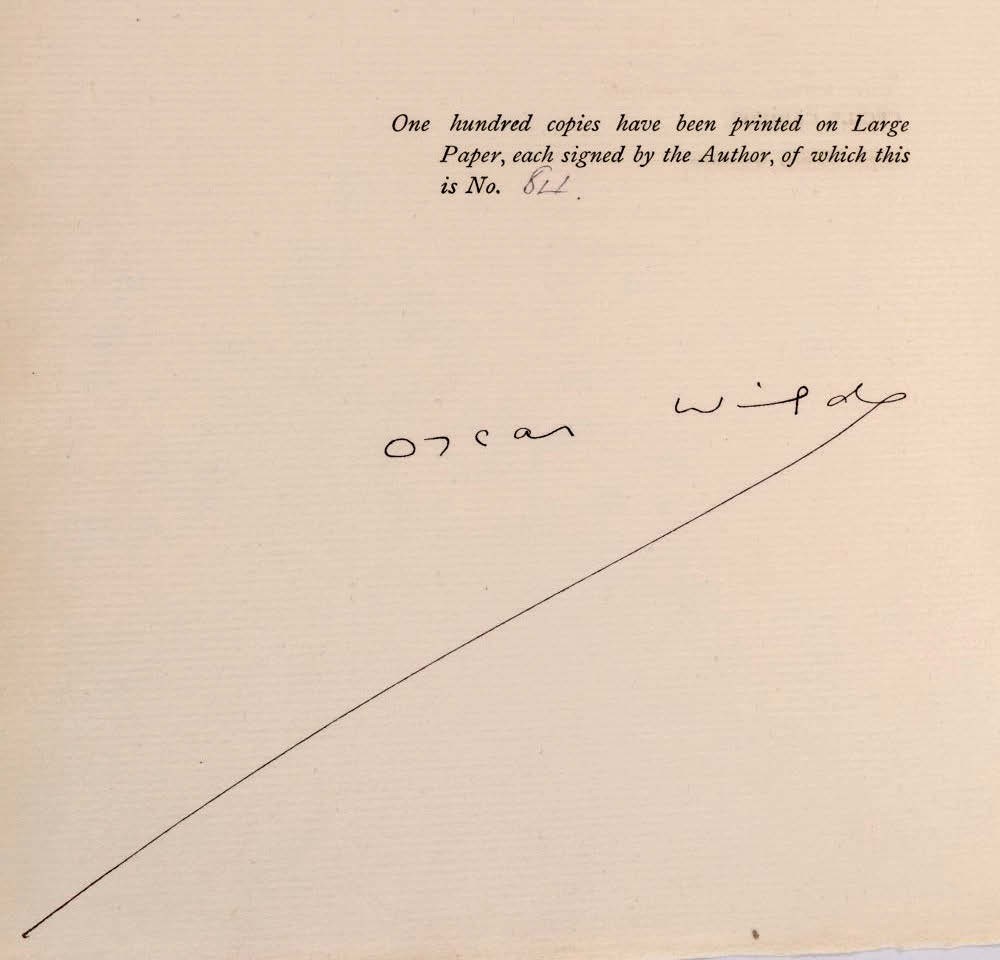 One hundred copies have been printed on Large
Paper, each signed by the Author, of which this
is No. 84.
Oscar Wilde